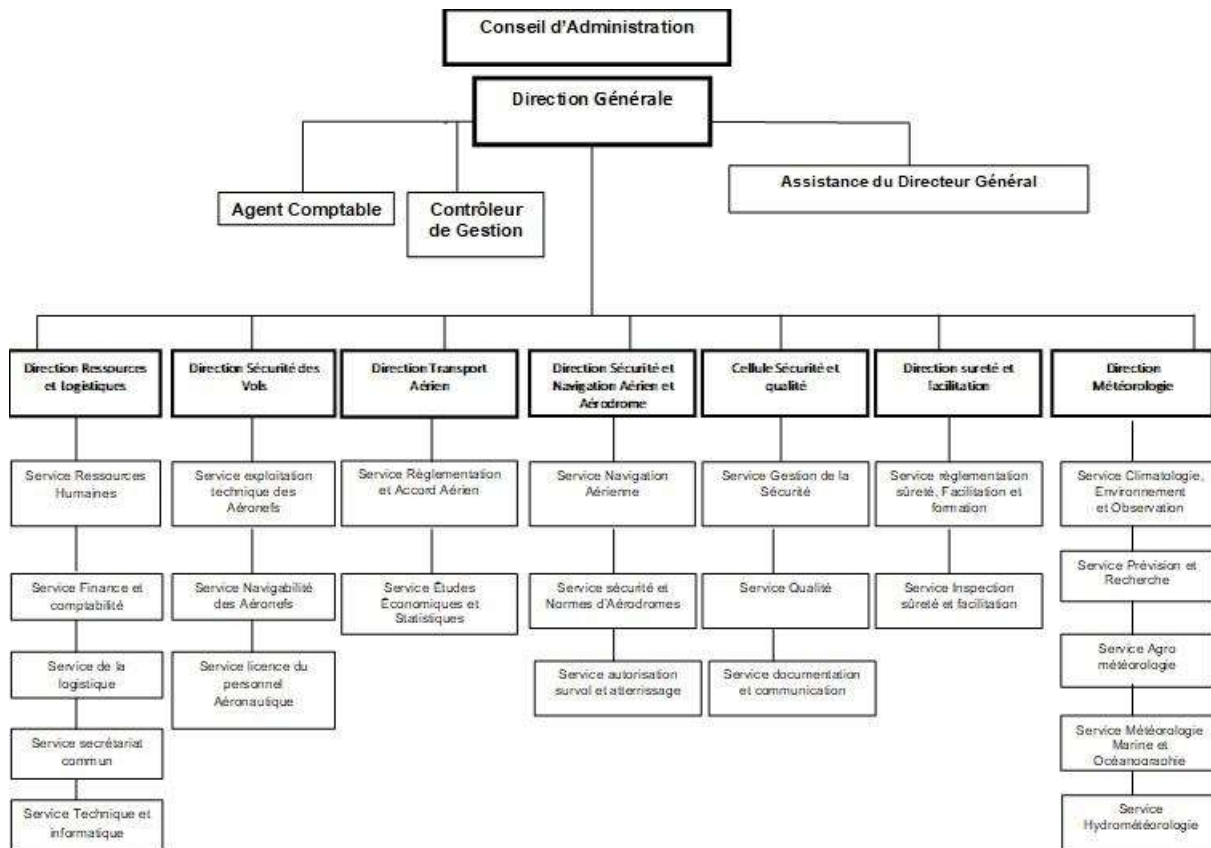 Conseil d'Administration
Direction Générale
Assistance du Directeur Général
Agent Comptable
Contrôleur
de Gestion
Direction Ressources
et logistiques
Direction Sécurité des
Vols
Direction Transport
Aérien
Direction Sécurité et
Navigation Aérien et
Aérodrome
Cellule Sécurité et
qualité
Direction sureté et
facilitation
Direction
Météorologie
Service Ressources
Humaines
Service exploitation
technique des
Aéronefs
Service Règlementation
et Accord Aérien
Service Navigation
Aérienne
Service Gestion de la
Sécurité
Service règlementation
sûreté, Facilitation et
formation
Service Climatologie,
Environnement
et Observation
Service Finance et
comptabilité
Service Navigabilité
des Aéronefs
Service Études
Économiques et
Statistiques
Service sécurité et
Normes d'Aérodromes
Service Qualité
Service Inspection
sûreté et facilitation
Service Prévision et
Recherche
Service de la
logistique
Service licence du
personnel
Aéronautique
Service autorisation
survol et atterrissage
Service documentation
et communication
Service Agro
météorologie
Service secrétariat
commun
Service Météorologie
Marine et
Océanographie
Service Technique et
informatique
Service
Hydrométéorologie